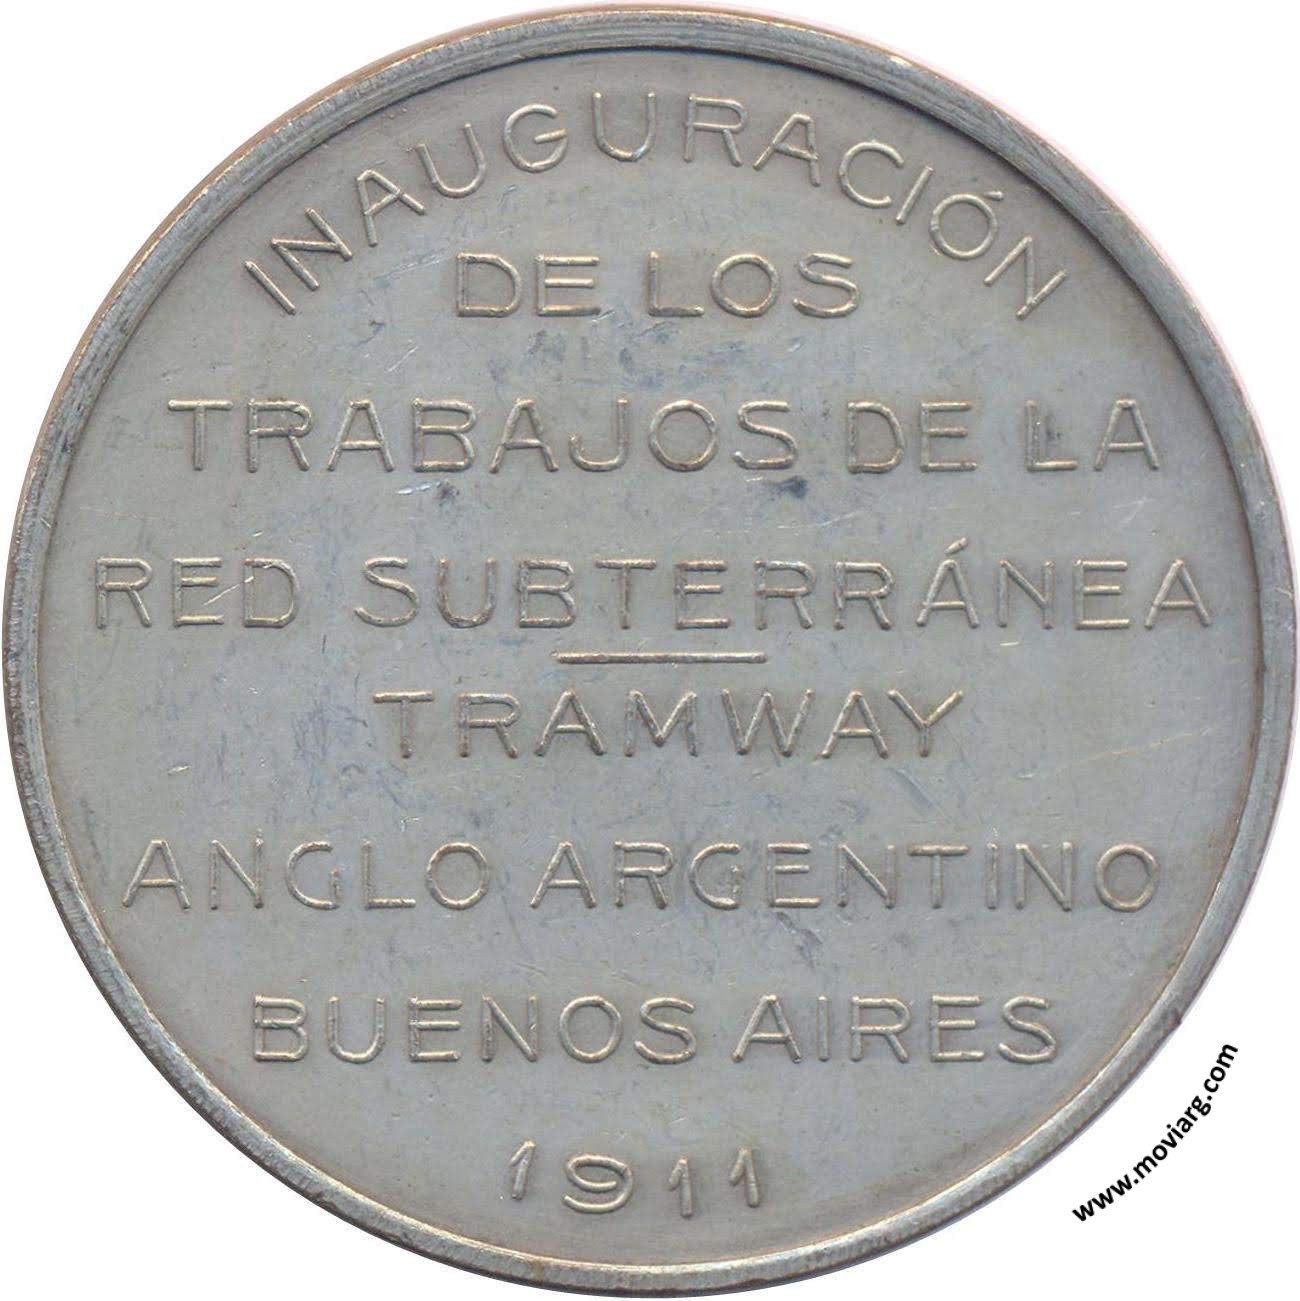 INAUGURACIÓN
DE LOS
TRABAJOS DE LA
RED SUBTERRÁNEA
TRAMWAY
ANGLO ARGENTINO
BUENOS AIRES
1911
www.moviarg.com